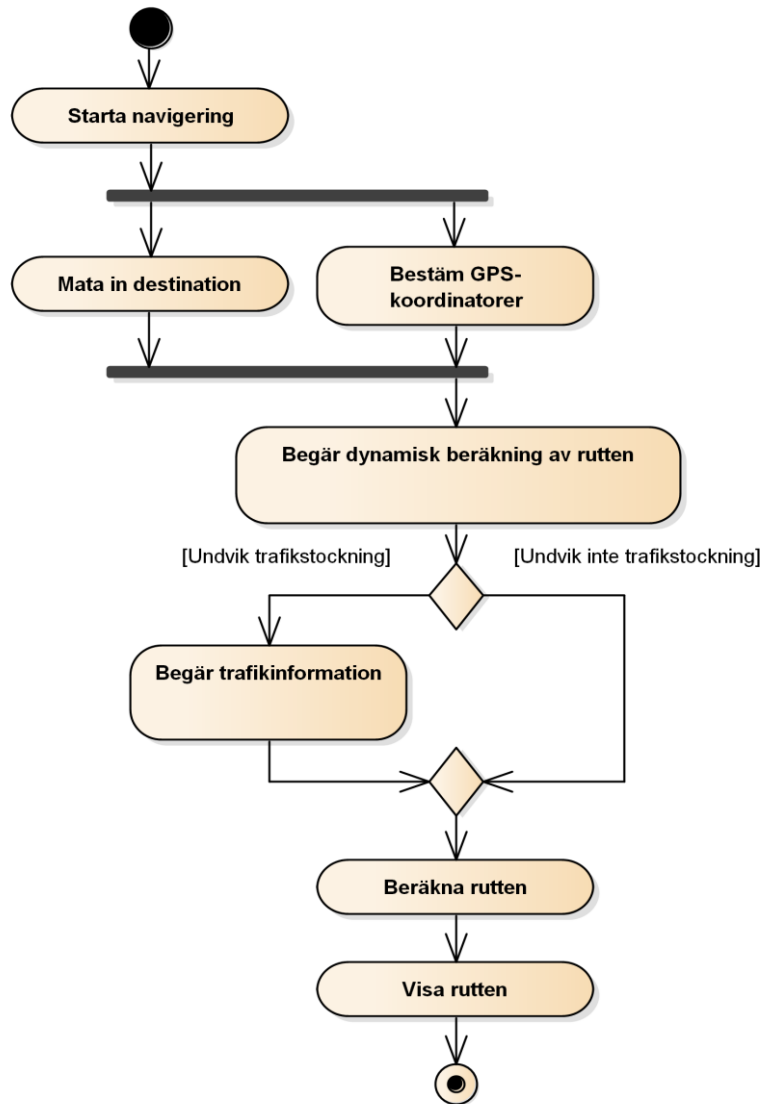 Starta navigering
Mata in destination
Bestäm GPS-
koordinatorer
Begär dynamisk beräkning av rutten
[Undvik trafikstockning]
[Undvik inte trafikstockning]
Begär trafikinformation
Beräkna rutten
Visa rutten